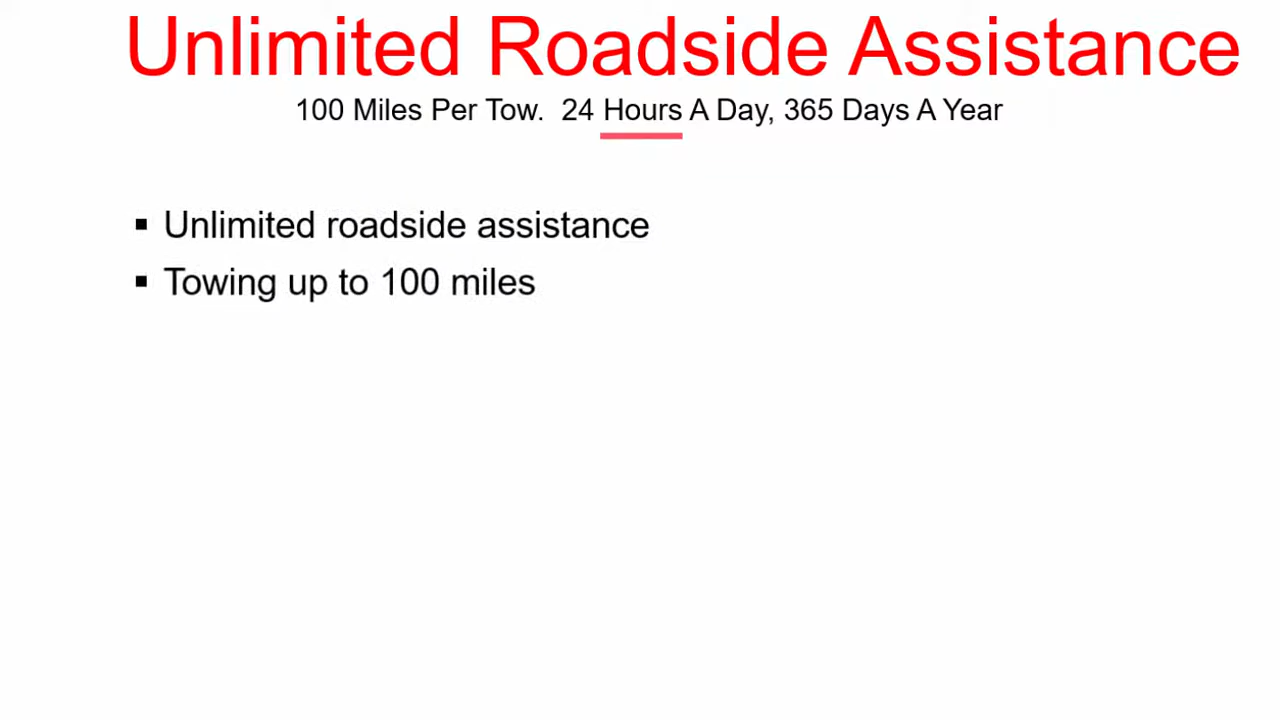 Unlimited Roadside Assistance
100 Miles Per Tow.  24 Hours A Day, 365 Days A Year
▪ Unlimited roadside assistance
▪ Towing up to 100 miles